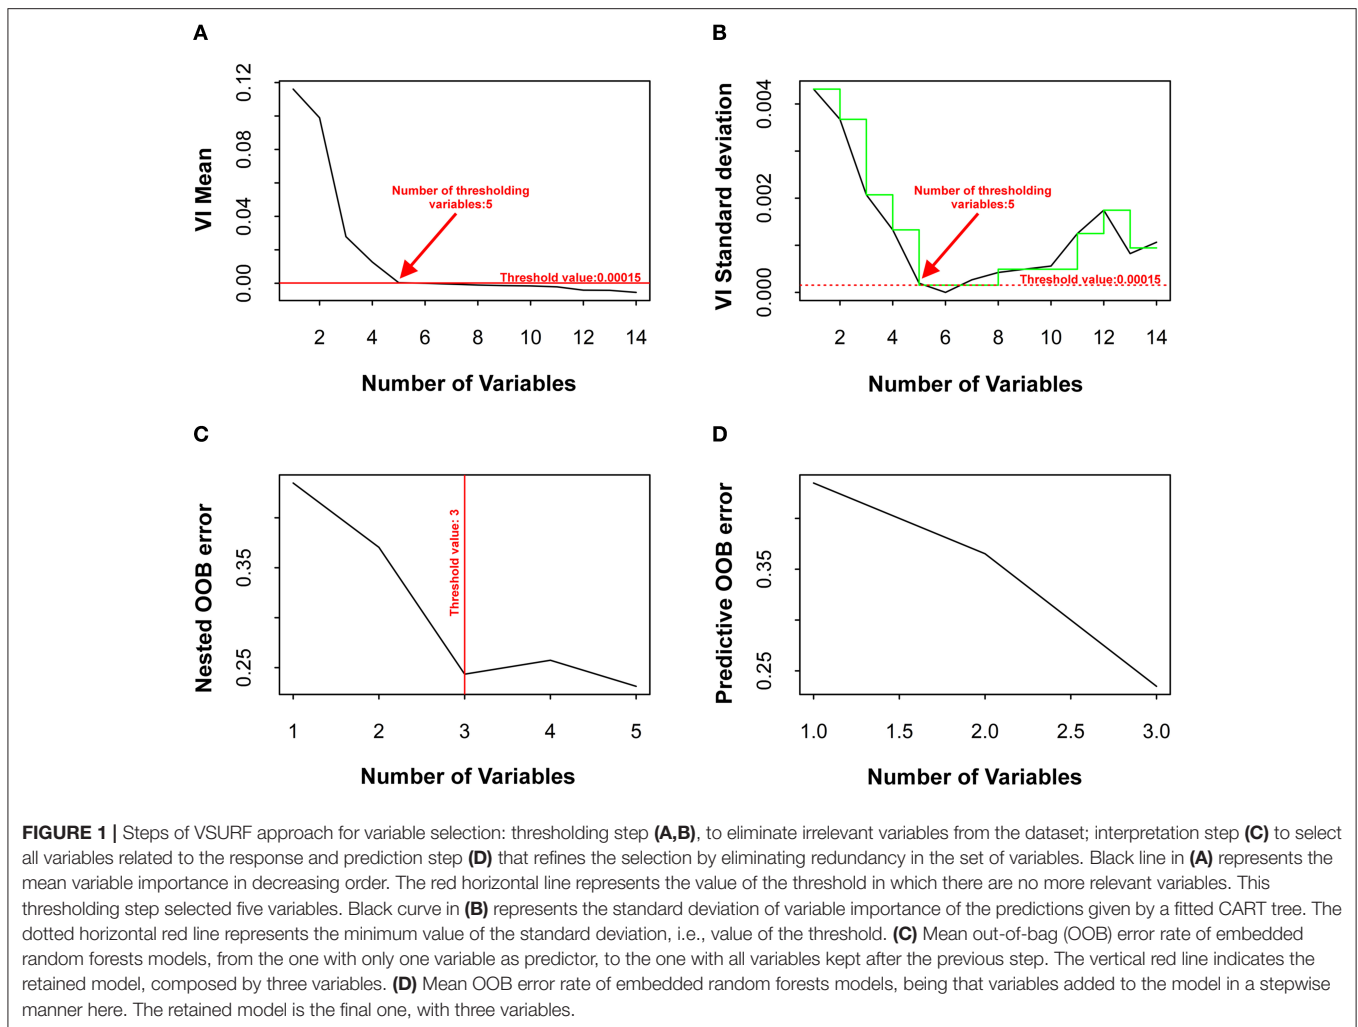 A
0.12
0.08
0.04
0.00
VI Mean
Number of thresholding
variables:5
Threshold value:0.00015
2 4 6 8 10 12 14
Number of Variables
B
0.004
0.002
0.000
VI Standard deviation
Number of thresholding
variables:5
Threshold value:0.00015
2 4 6 8 10 12 14
Number of Variables
C
0.35
0.25
Nested OOB error
Threshold value: 3
1 2 3 4 5
Number of Variables
D
0.35
0.25
Predictive OOB error
1.0 1.5 2.0 2.5 3.0
Number of Variables
FIGURE 1 | Steps of VSURF approach for variable selection: thresholding step (A,B), to eliminate irrelevant variables from the dataset; interpretation step (C) to select
all variables related to the response and prediction step (D) that refines the selection by eliminating redundancy in the set of variables. Black line in (A) represents the
mean variable importance in decreasing order. The red horizontal line represents the value of the threshold in which there are no more relevant variables. This
thresholding step selected five variables. Black curve in (B) represents the standard deviation of variable importance of the predictions given by a fitted CART tree. The
dotted horizontal red line represents the minimum value of the standard deviation, i.e., value of the threshold. (C) Mean out-of-bag (OOB) error rate of embedded
random forests models, from the one with only one variable as predictor, to the one with all variables kept after the previous step. The vertical red line indicates the
retained model, composed by three variables. (D) Mean OOB error rate of embedded random forests models, being that variables added to the model in a stepwise
manner here. The retained model is the final one, with three variables.